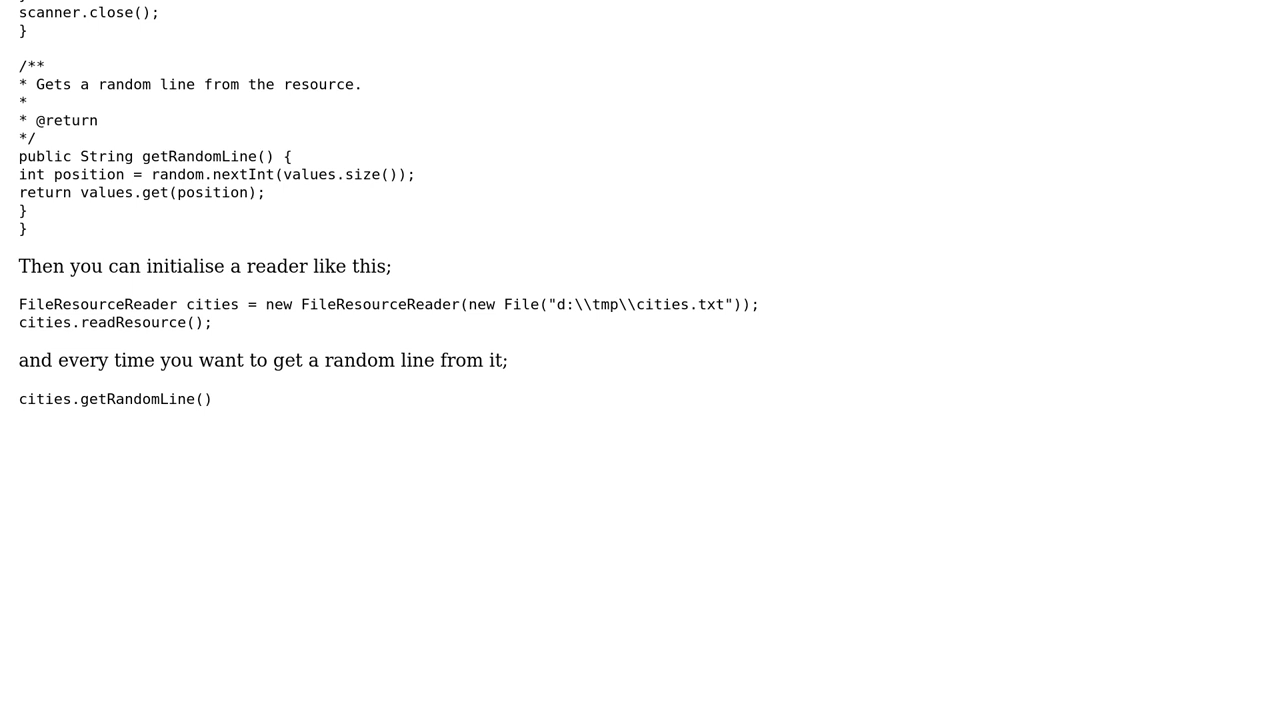 scanner.close();
}
/**
* Gets a random line from the resource.
*
* @return
*/
public String getRandomLine() {
int position = random.nextInt(values.size());
return values.get(position);
}
}
Then you can initialise a reader like this;
FileResourceReader cities = new FileResourceReader(new File("d:\\tmp\\cities.txt"));
cities.readResource();
and every time you want to get a random line from it;
cities.getRandomLine()